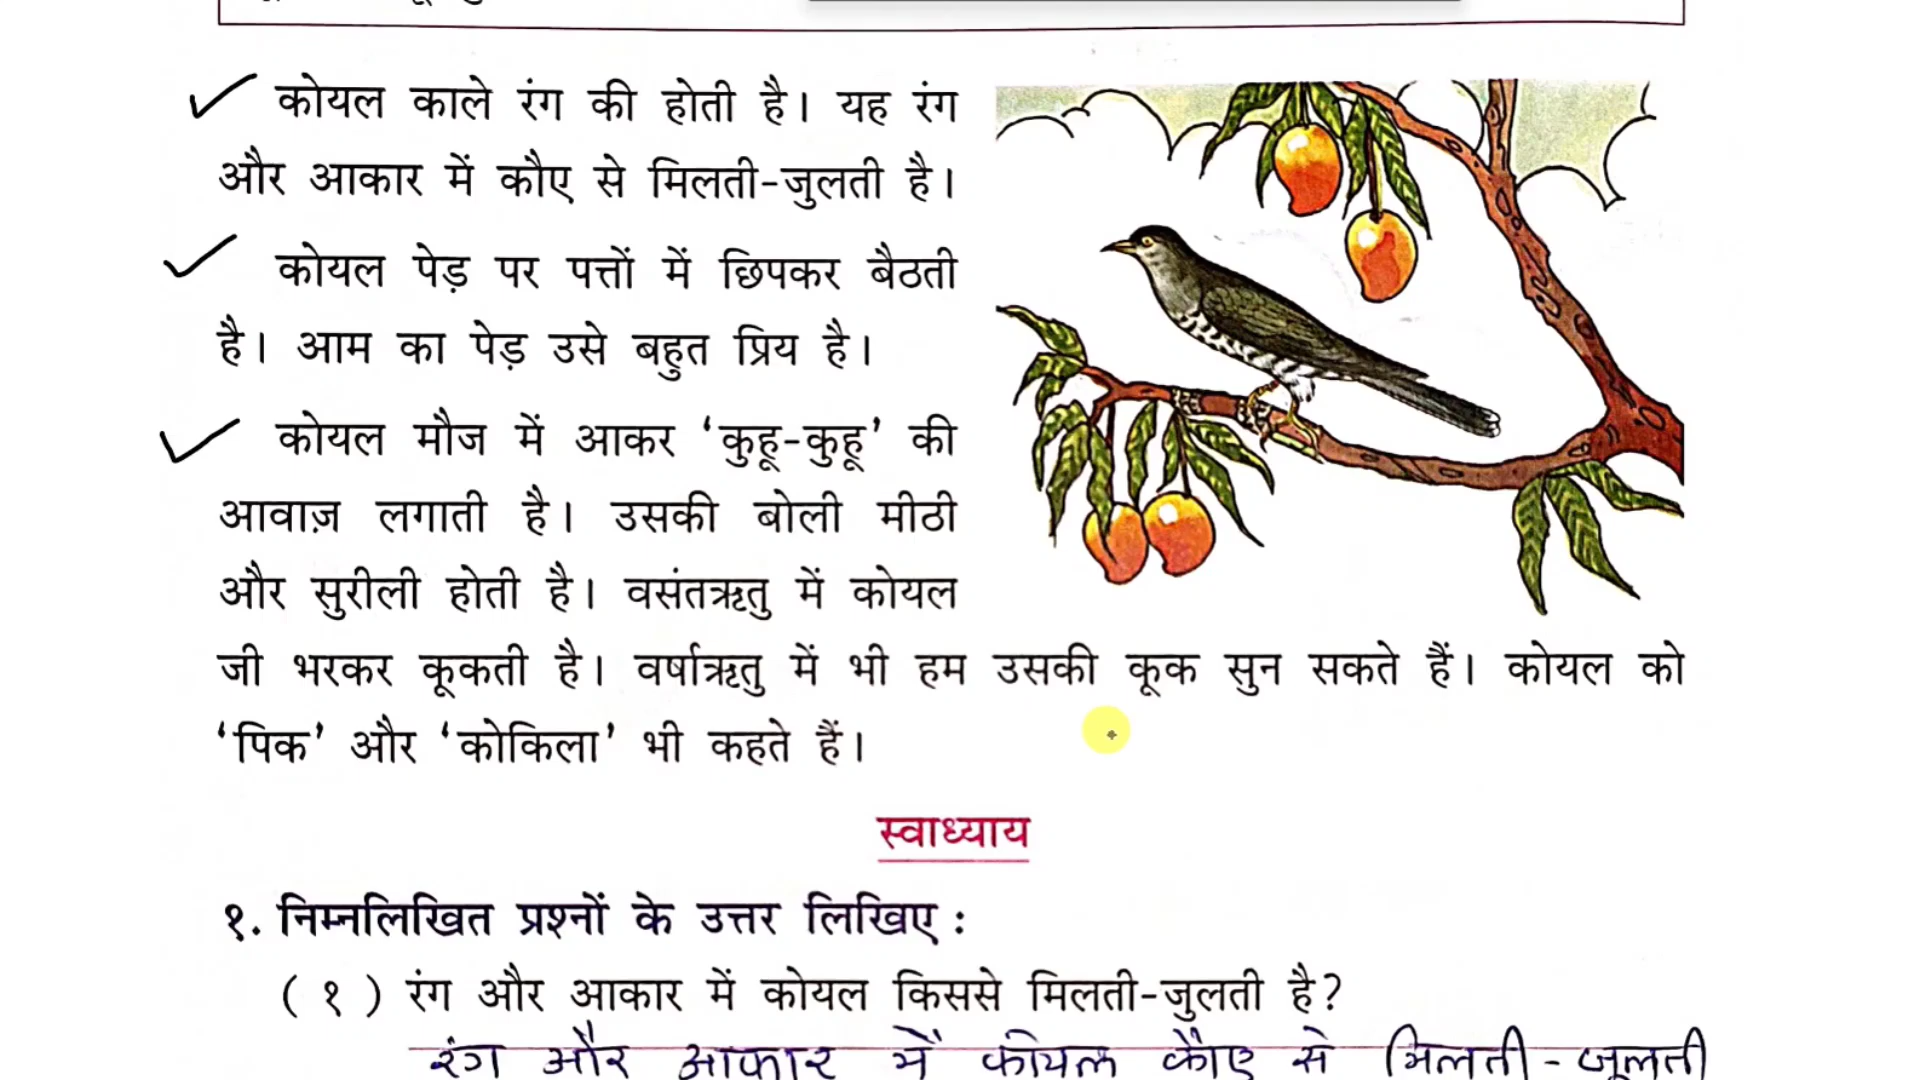 कोयल काले रंग की होती है। यह रंग
और आकार में कौए से मिलती-जुलती है।
कोयल पेड़ पर पत्तों में छिपकर बैठती
है। आम का पेड़ उसे बहुत प्रिय है।
कोयल मौज में आकर ‘कुहू-कुहू’ की
आवाज़ लगाती है। उसकी बोली मीठी
और सुरीली होती है। वसंतऋतु में कोयल
जी भरकर कूकती है। वर्षाऋतु में भी हम उसकी कूक सुन सकते हैं। कोयल को
‘पिक’ और ‘कोकिला’ भी कहते हैं।
स्वाध्याय
१. निम्नलिखित प्रश्नों के उत्तर लिखिए :
( १ ) रंग और आकार में कोयल किससे मिलती-जुलती है?
रंग और आकार में कोयल कौए से मिलती-जूलती